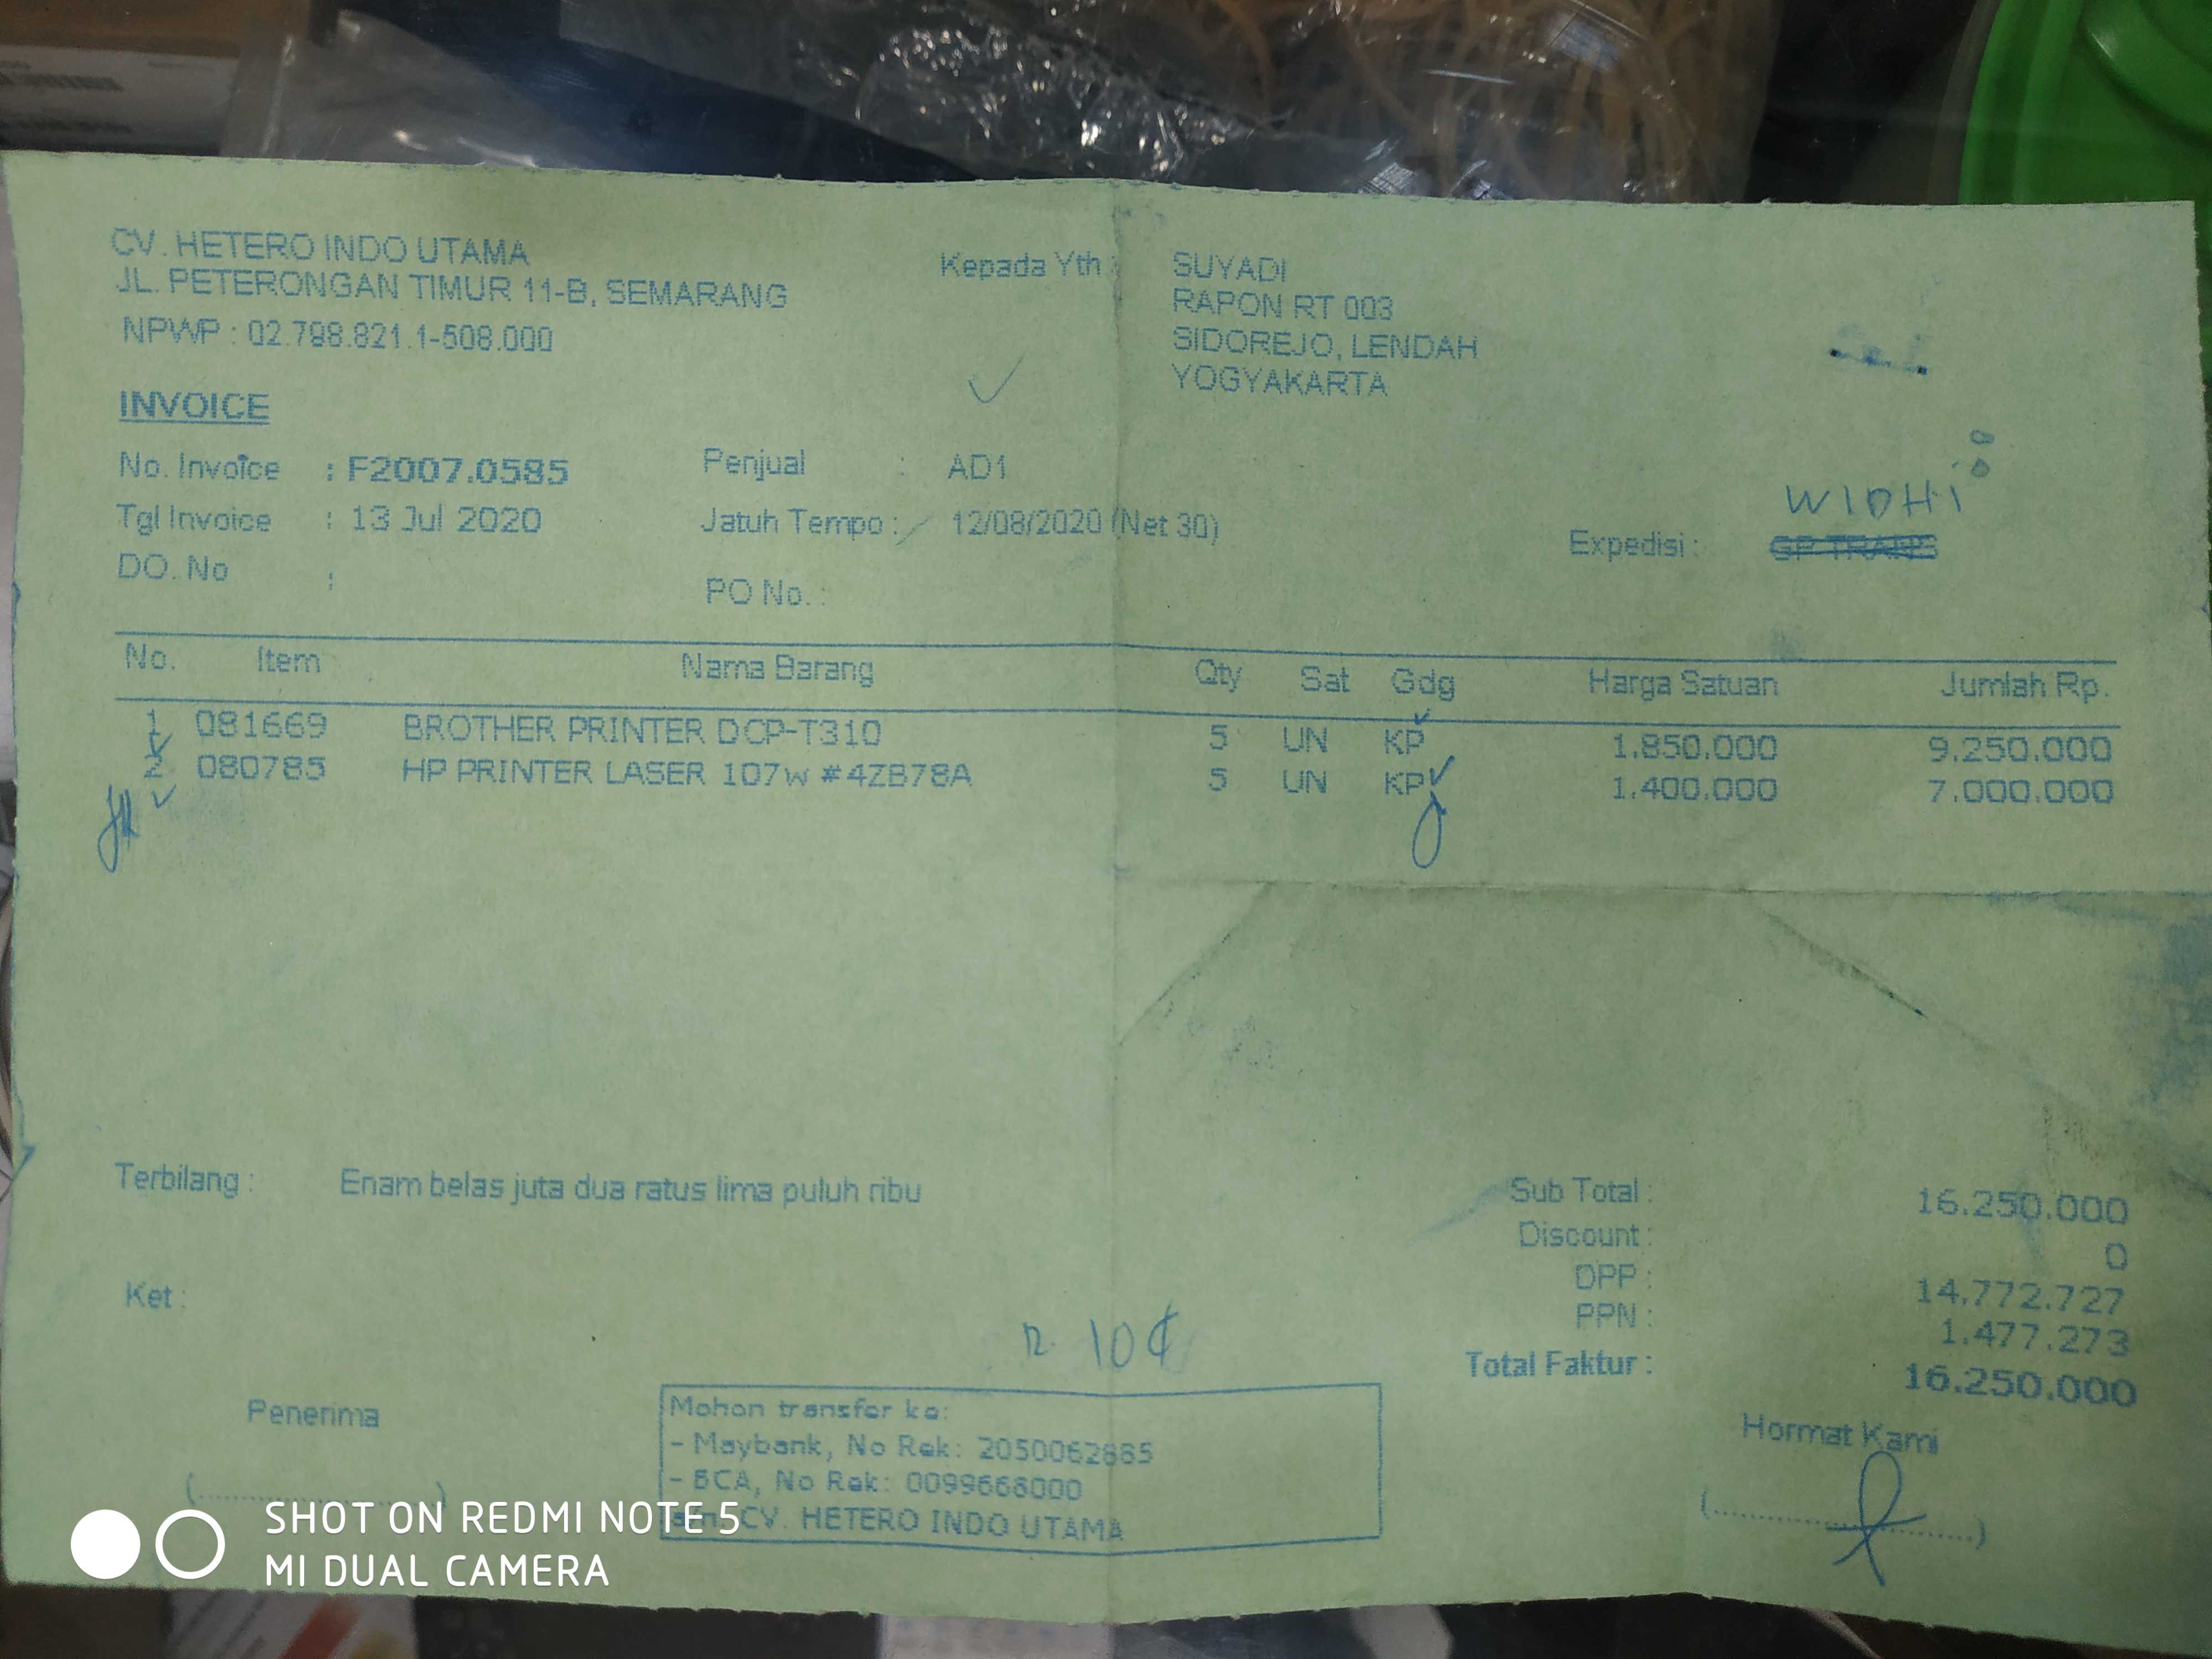 CV. HETERO INDO UTAMA
JL. PETERONGAN TIMUR 11-B, SEMARANG
NPWP : 02.798.821.1-508.000
Kepada Yth :
SUYADI
RAPON RT 003
SIDOREJO, LENDAH
YOGYAKARTA
INVOICE
No. Invoice : F2007.0585
Tgl Invoice : 13 Jul 2020
DO. No :
Penjual : AD1
Jatuh Tempo : 12/08/2020 (Net 30)
PO No. :
WIDHI
Expedisi : GP TRANS
No. Item Nama Barang Qty Sat Gdg Harga Satuan Jumlah Rp.
1 081669 BROTHER PRINTER DCP-T310 5 UN KP 1.850.000 9.250.000
2 080785 HP PRINTER LASER 107w #4ZB78A 5 UN KP 1.400.000 7.000.000
Terbilang : Enam belas juta dua ratus lima puluh ribu
Ket :
Sub Total : 16.250.000
Discount : 0
DPP : 14.772.727
PPN : 1.477.273
Total Faktur : 16.250.000
Penerima
(....................)
Mohon transfer ke:
- Maybank, No Rek: 2050062885
- BCA, No Rek:
CV. HETERO INDO UTAMA
Hormat Kami
(....................)
SHOT ON REDMI NOTE 5
MI DUAL CAMERA